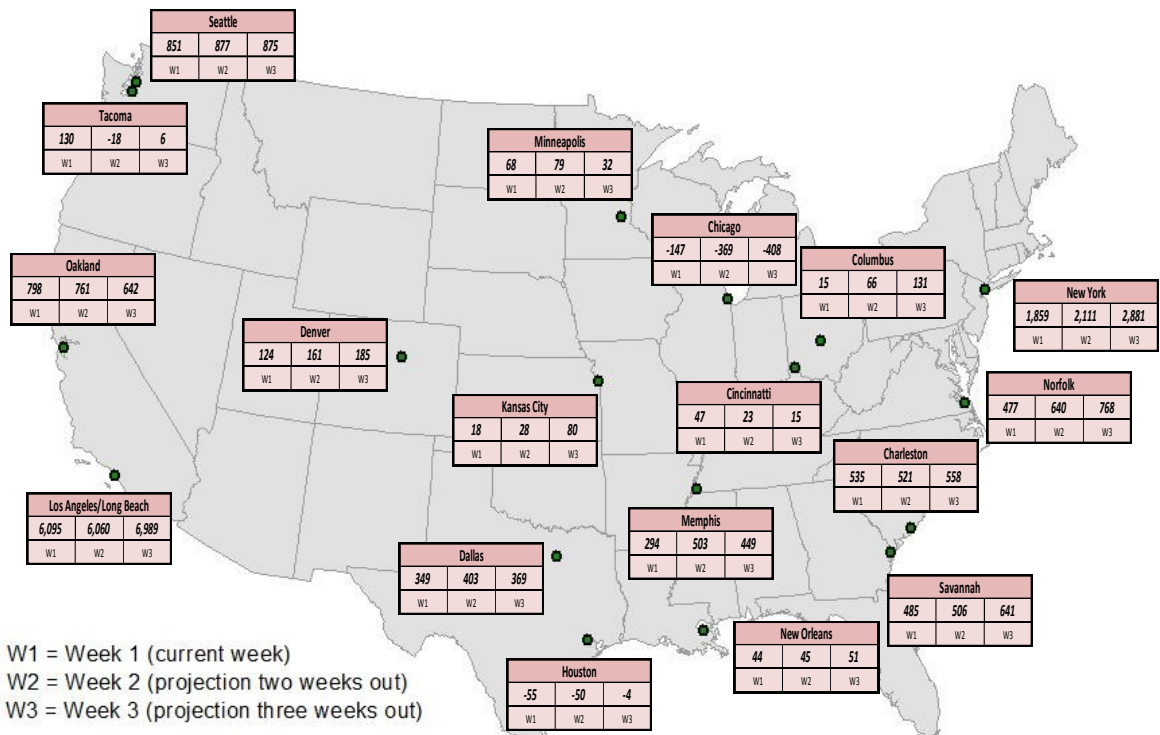 Seattle
851 877 875
W1 W2 W3
Tacoma
130 -18 6
W1 W2 W3
Minneapolis
68 79 32
W1 W2 W3
Chicago
-147 -369 -408
W1 W2 W3
Columbus
15 66 131
W1 W2 W3
Oakland
798 761 642
W1 W2 W3
New York
1,859 2,111 2,881
W1 W2 W3
Denver
124 161 185
W1 W2 W3
Norfolk
477 640 768
W1 W2 W3
Cincinnatti
47 23 15
W1 W2 W3
Kansas City
18 28 80
W1 W2 W3
Charleston
535 521 558
W1 W2 W3
Los Angeles/Long Beach
6,095 6,060 6,989
W1 W2 W3
Memphis
294 503 449
W1 W2 W3
Dallas
349 403 369
W1 W2 W3
Savannah
485 506 641
W1 W2 W3
New Orleans
44 45 51
W1 W2 W3
Houston
-55 -50 -4
W1 W2 W3
W1 = Week 1 (current week)
W2 = Week 2 (projection two weeks out)
W3 = Week 3 (projection three weeks out)